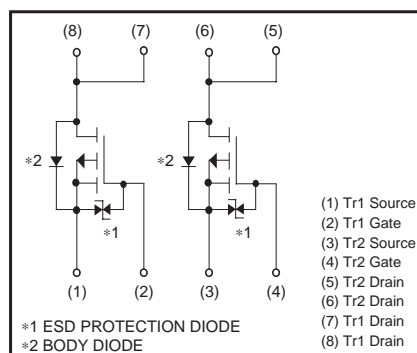 (8) (7) (6) (5)
∗2 ∗2
∗1 ∗1
(1) (2) (3) (4)
(1) Tr1 Source
(2) Tr1 Gate
(3) Tr2 Source
(4) Tr2 Gate
(5) Tr2 Drain
(6) Tr2 Drain
(7) Tr1 Drain
(8) Tr1 Drain
∗1 ESD PROTECTION DIODE
∗2 BODY DIODE